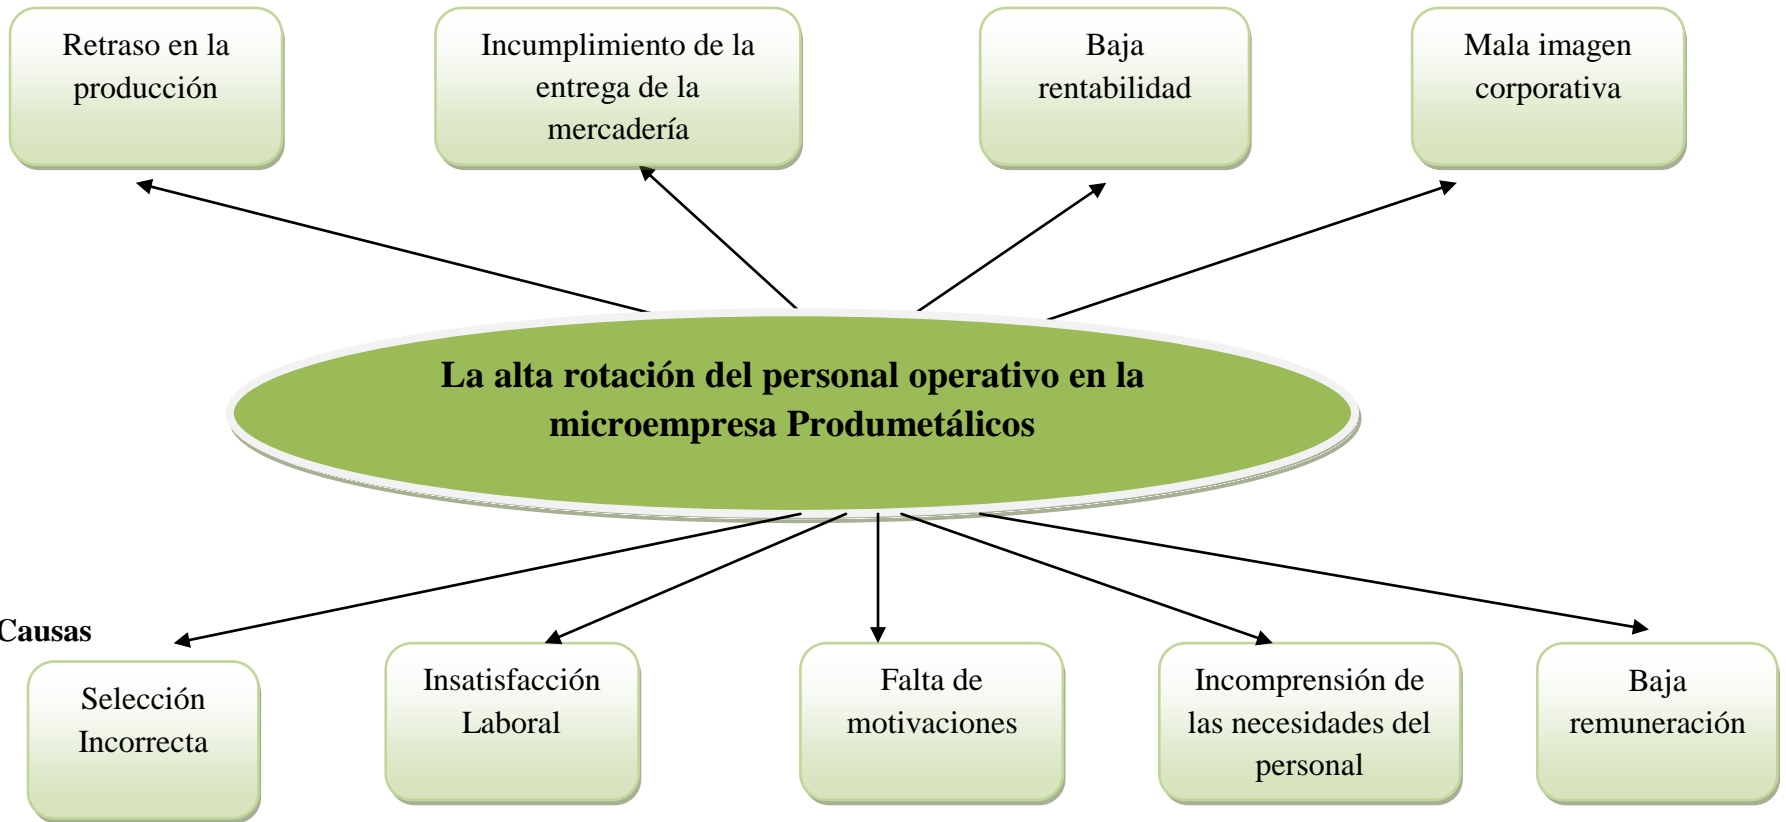 Retraso en la
producción
Incumplimiento de la
entrega de la
mercadería
Baja
rentabilidad
Mala imagen
corporativa
La alta rotación del personal operativo en la
microempresa Produmetálicos
Causas
Selección
Incorrecta
Insatisfacción
Laboral
Falta de
motivaciones
Incomprensión de
las necesidades del
personal
Baja
remuneración